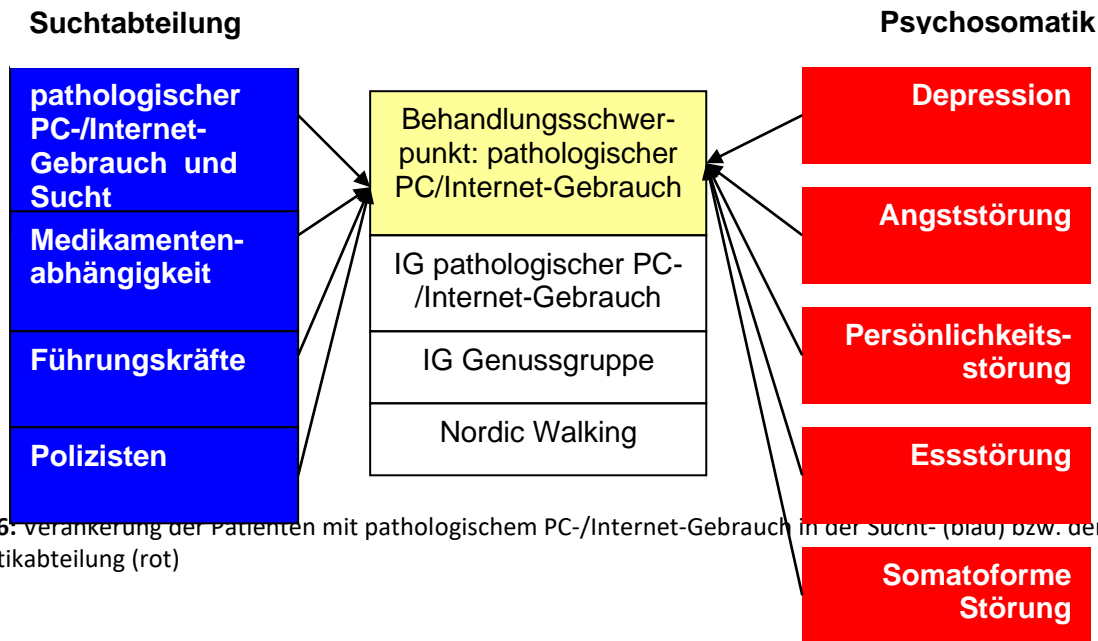 Suchtabteilung
Psychosomatik
pathologischer
PC-/Internet-
Gebrauch und
Sucht
Medikamenten-
abhängigkeit
Führungskräfte
Polizisten
Behandlungsschwer-
punkt: pathologischer
PC/Internet-Gebrauch
IG pathologischer PC-
/Internet-Gebrauch
IG Genussgruppe
Nordic Walking
Depression
Angststörung
Persönlichkeits-
störung
Essstörung
Somatoforme
Störung
6: Verankerung der Patienten mit pathologischem PC-/Internet-Gebrauch in der Sucht- (blau) bzw. der
tikabteilung (rot)